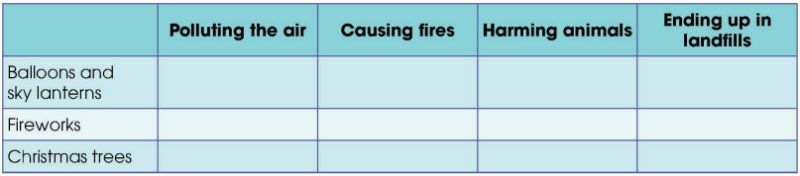 Polluting the air
Causing fires
Harming animals
Ending up in
landfills
Balloons and
sky lanterns
Fireworks
Christmas trees